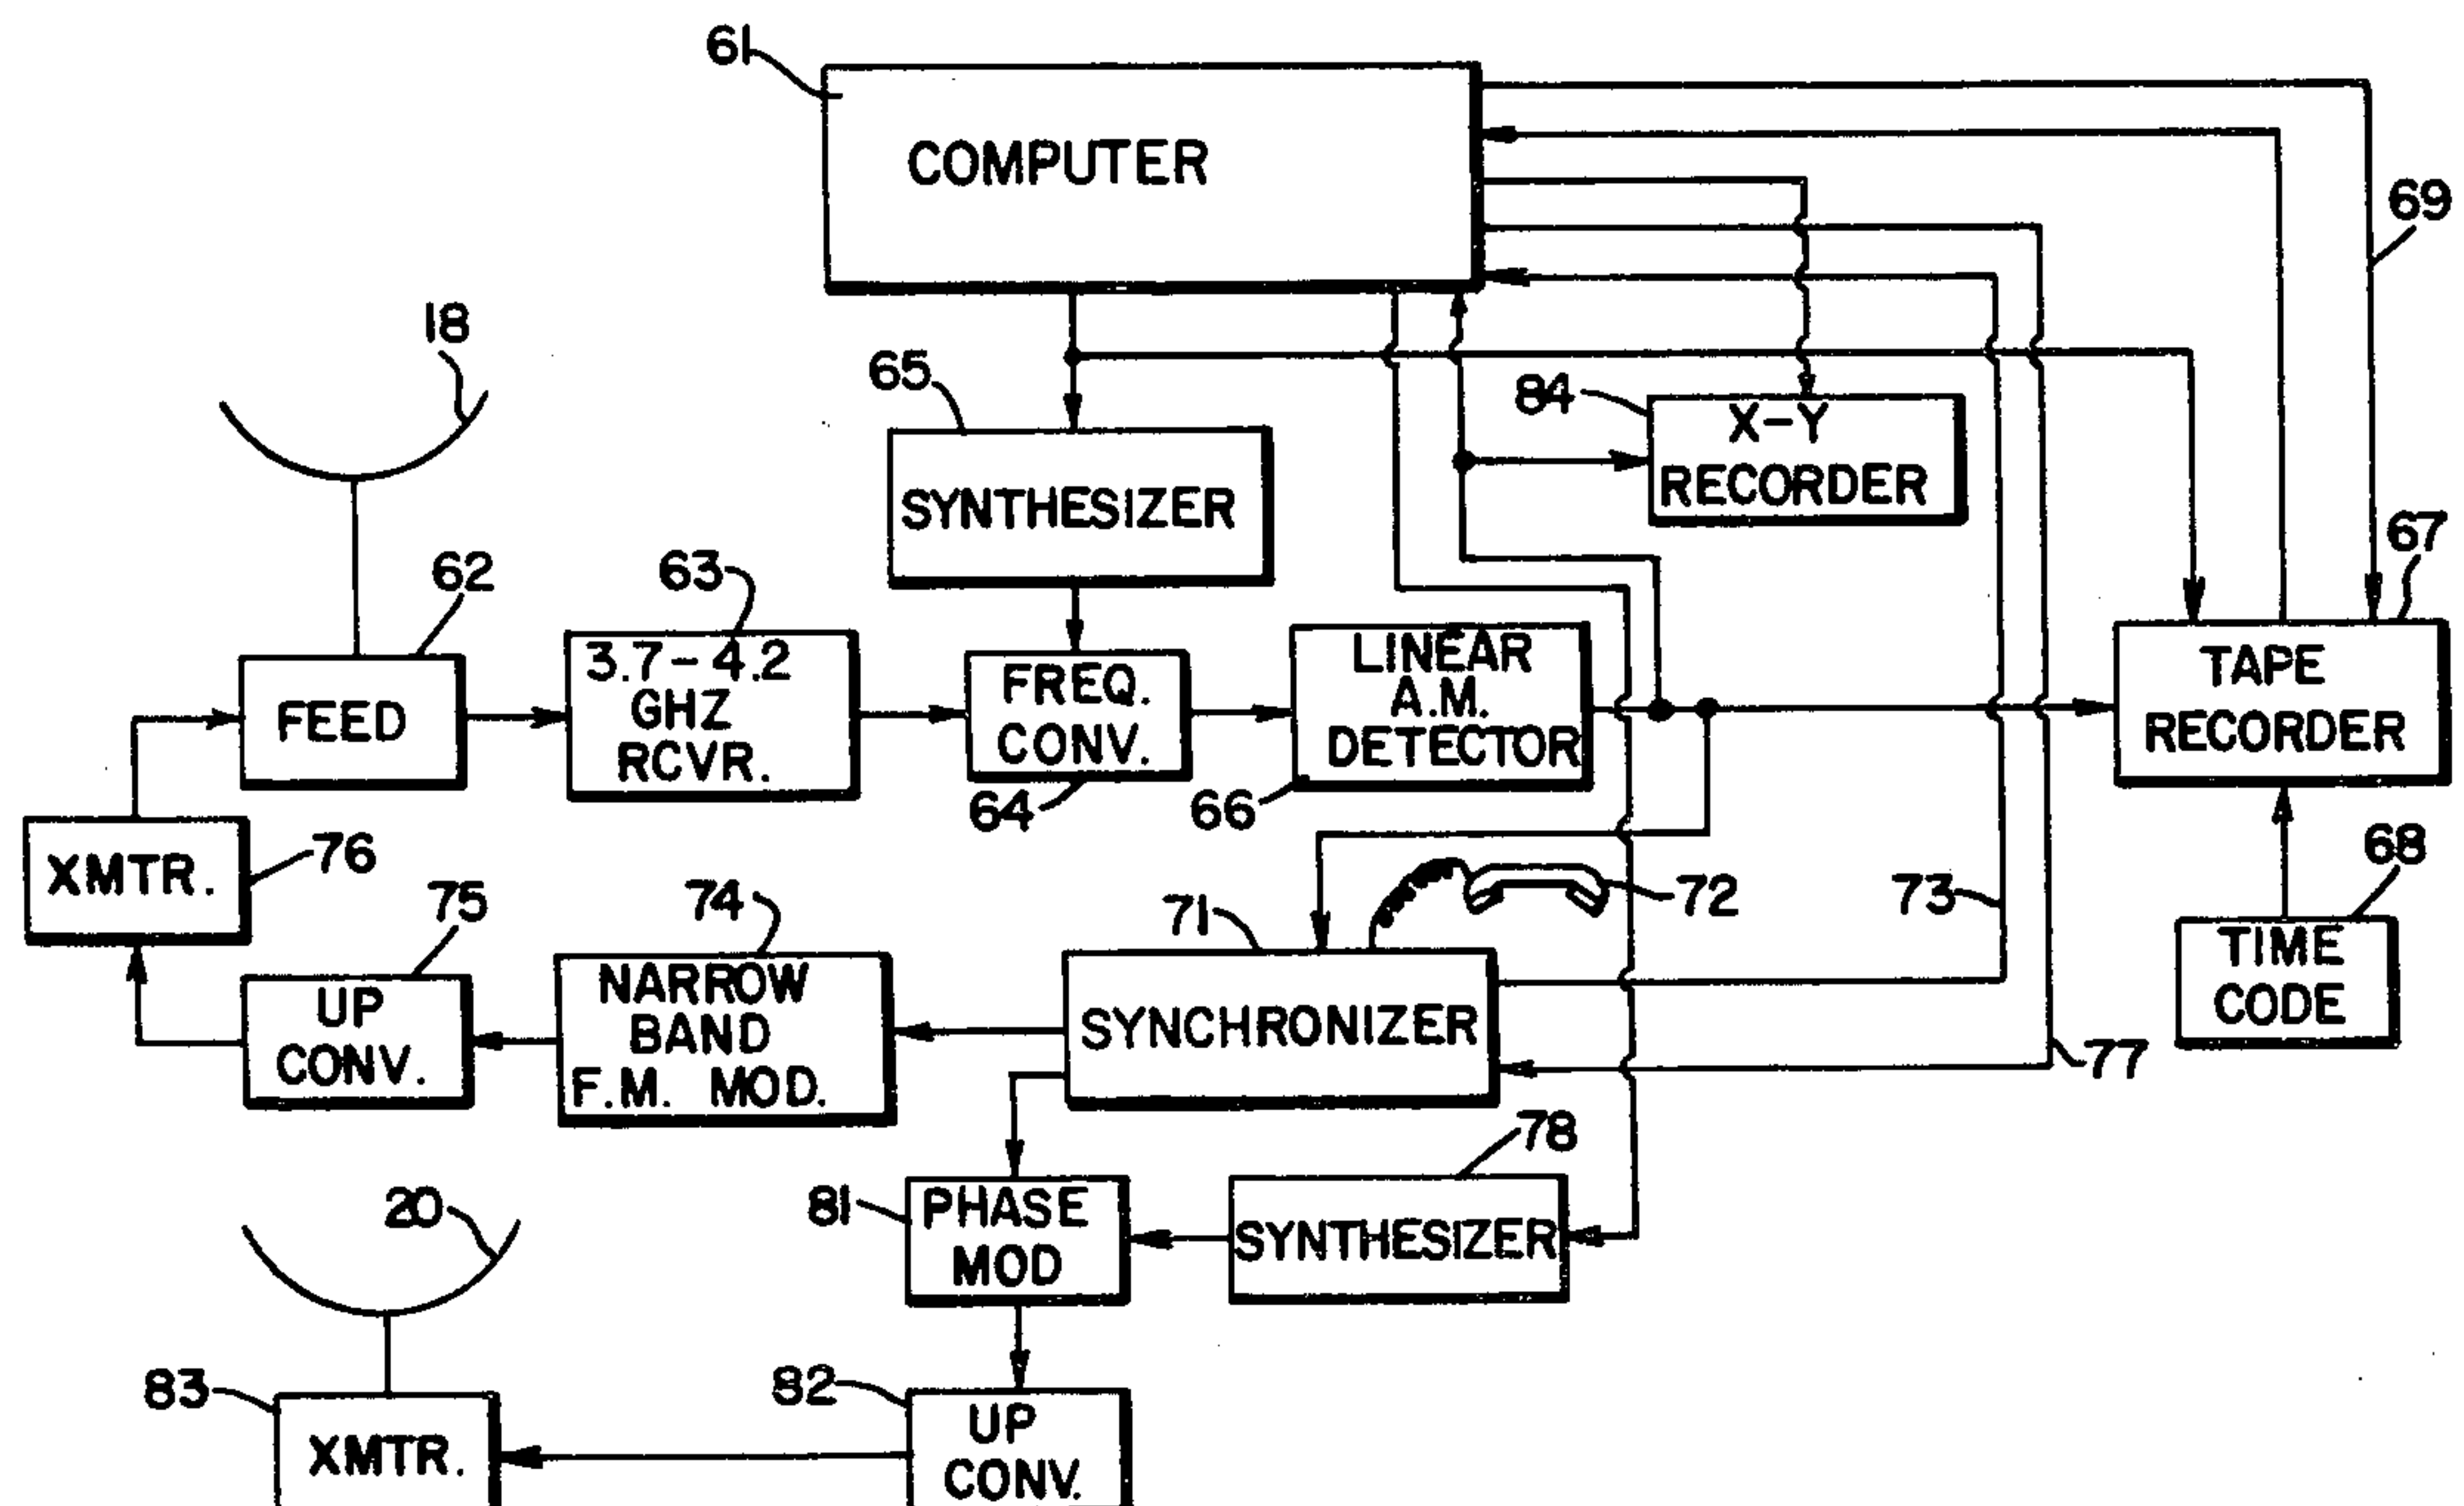 61
COMPUTER
69
18
65
84
X-Y
RECORDER
SYNTHESIZER
67
62
63
3.7-4.2
GHZ
RCVR.
FREQ.
CONV.
LINEAR
A.M.
DETECTOR
TAPE
RECORDER
FEED
64
66
76
XMTR.
75
74
71
72
73
68
TIME
CODE
UP
CONV.
NARROW
BAND
F.M. MOD.
SYNCHRONIZER
77
78
20
81
PHASE
MOD
SYNTHESIZER
83
82
XMTR.
UP
CONV.